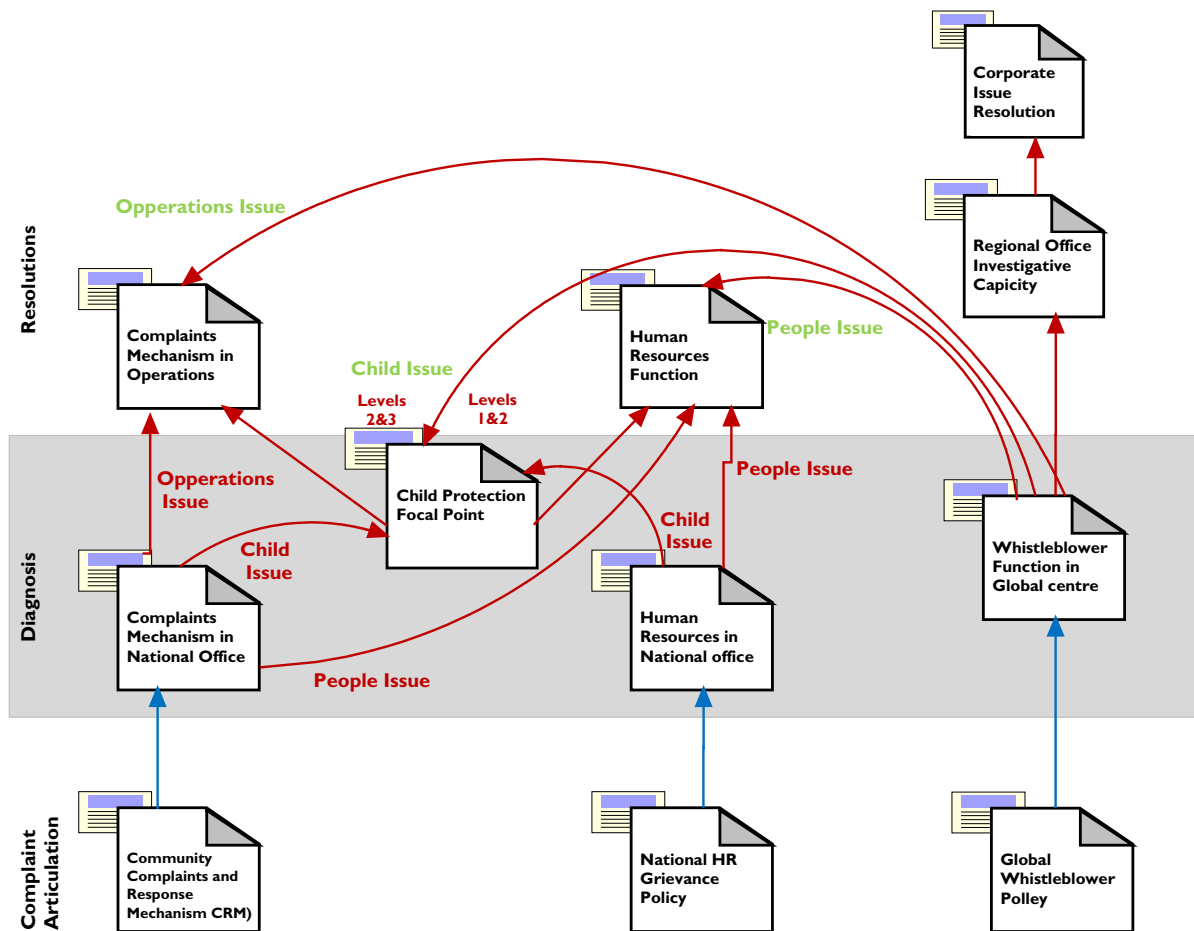 Corporate
Issue
Resolution
Resolutions
Opperations Issue
Regional Office
Investigative
Capicity
Complaints
Mechanism in
Operations
Human
Resources
Function
People Issue
Child Issue
Levels
2&3
Levels
1&2
Diagnosis
Opperations
Issue
Child Protection
Focal Point
People Issue
Child
Issue
Child
Issue
Whistleblower
Function in
Global centre
Complaints
Mechanism in
National Office
Human
Resources in
National office
People Issue
Complaint
Articulation
Community
Complaints and
Response
Mechanism CRM)
National HR
Grievance
Policy
Global
Whistleblower
Polley